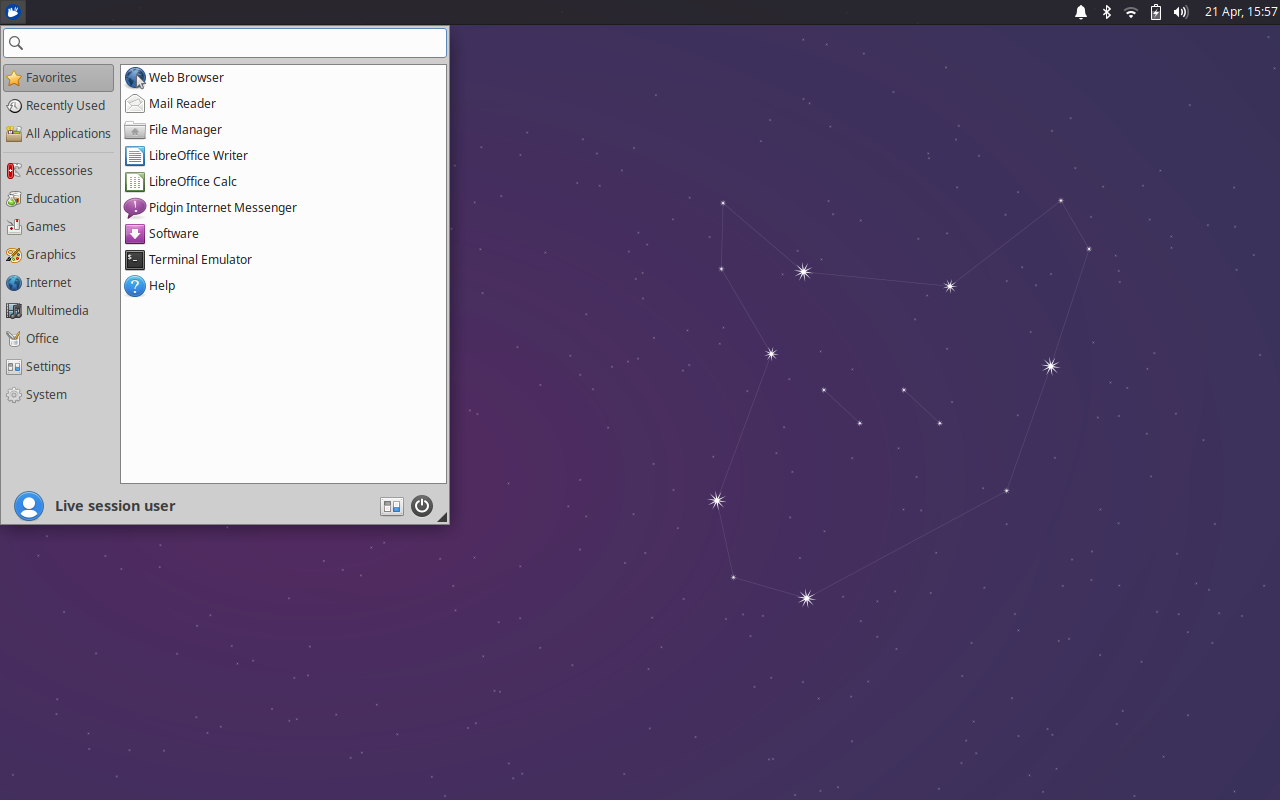 21 Apr, 15:57
Favorites
Recently Used
All Applications
Accessories
Education
Games
Graphics
Internet
Multimedia
Office
Settings
System
Web Browser
Mail Reader
File Manager
LibreOffice Writer
LibreOffice Calc
Pidgin Internet Messenger
Software
Terminal Emulator
Help
Live session user